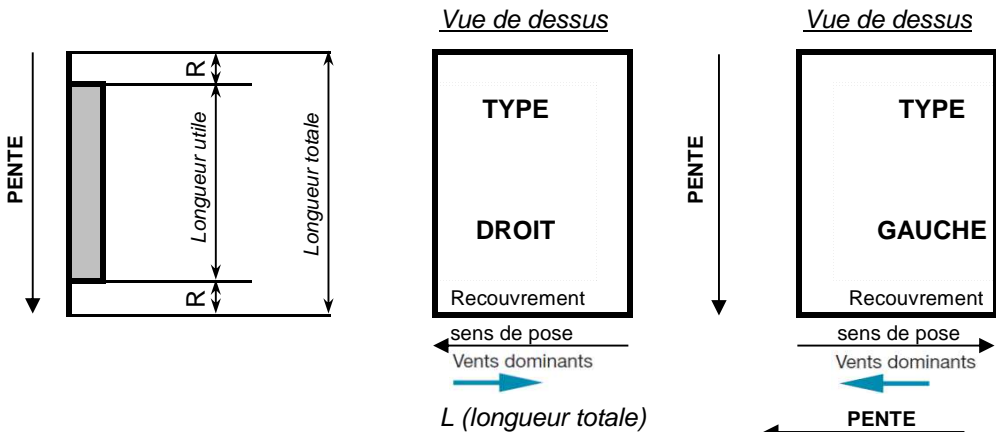 Vue de dessus
Vue de dessus
PENTE
R
Longueur utile
R
Longueur totale
TYPE
DROIT
Recouvrement
sens de pose
Vents dominants
L (longueur totale)
PENTE
TYPE
GAUCHE
Recouvrement
sens de pose
Vents dominants
PENTE